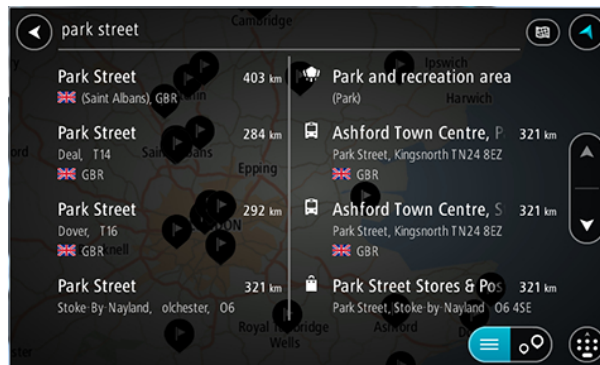 park street
Park Street 403 km
(Saint Albans), GBR
Park Street 284 km
Deal, T14
GBR
Park Street 292 km
Dover, T16
GBR
Park Street 321 km
Stoke-By-Nayland, olchester, O6
Park and recreation area
(Park)
Ashford Town Centre, P 321 km
Park Street, Kingsnorth TN24 8EZ
GBR
Ashford Town Centre, S 321 km
Park Street, Kingsnorth TN24 8EZ
GBR
Park Street Stores & Pos 321 km
Park Street, Stoke-by-Nayland O6 4SE
Cambridge
Ipswich
Harwich
Epping
Ashford
Wells